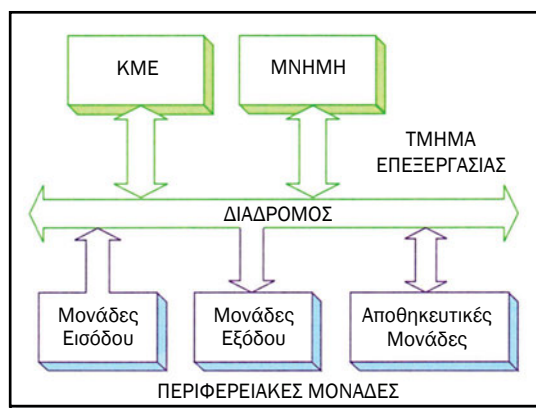 ΚΜΕ
ΜΝΗΜΗ
ΤΜΗΜΑ
ΕΠΕΞΕΡΓΑΣΙΑΣ
ΔΙΑΔΡΟΜΟΣ
Μονάδες
Εισόδου
Μονάδες
Εξόδου
Αποθηκευτικές
Μονάδες
ΠΕΡΙΦΕΡΕΙΑΚΕΣ ΜΟΝΑΔΕΣ